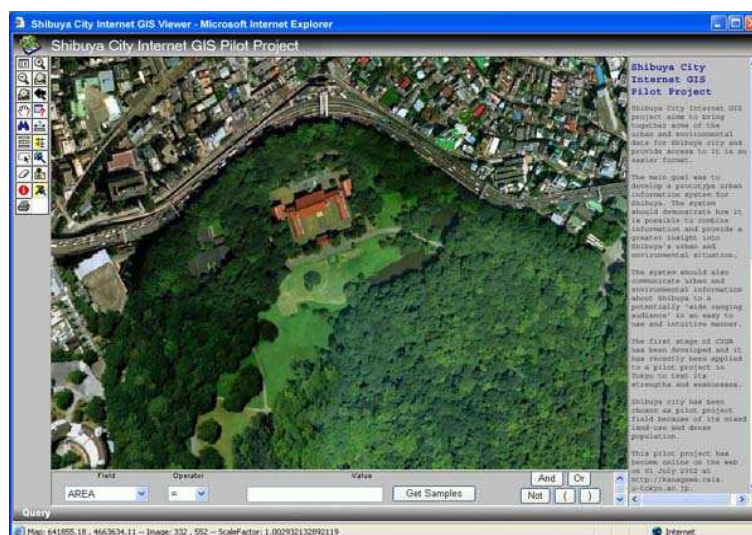 Shibuya City Internet GIS Viewer - Microsoft Internet Explorer
Shibuya City Internet GIS Pilot Project
Shibuya City
Internet GIS
Pilot Project
Shibuya City Internet GIS
project aims to bring
together some of the
urban and environmental
data for Shibuya city and
provide access to it in an
easier format.
The main goal was to
develop a prototype urban
information system for
Shibuya. The system
should demonstrate how it
is possible to combine
information and provide a
greater insight into
Shibuya's urban and
environmental situation.
The system should also
communicate urban and
environmental information
about Shibuya to a
potentially 'wide ranging
audience' in an easy to
use and intuitive manner.
The first stage of
has been developed and it
has recently been applied
to a pilot project in
Tokyo to test its
strengths and weaknesses.
Shibuya city has been
chosen as pilot project
field because of its mixed
land-use and dense
population.
This pilot project has
become online on the web
on 01 July 2002 at
u-tokyo.ac.jp.
Field Operator Value
And Or
AREA = Get Samples
Not ( )
Query
Map: 641855.18 , 4663634.11 -- Image: 332 , 552 -- ScaleFactor: 1.002932132892119
Internet